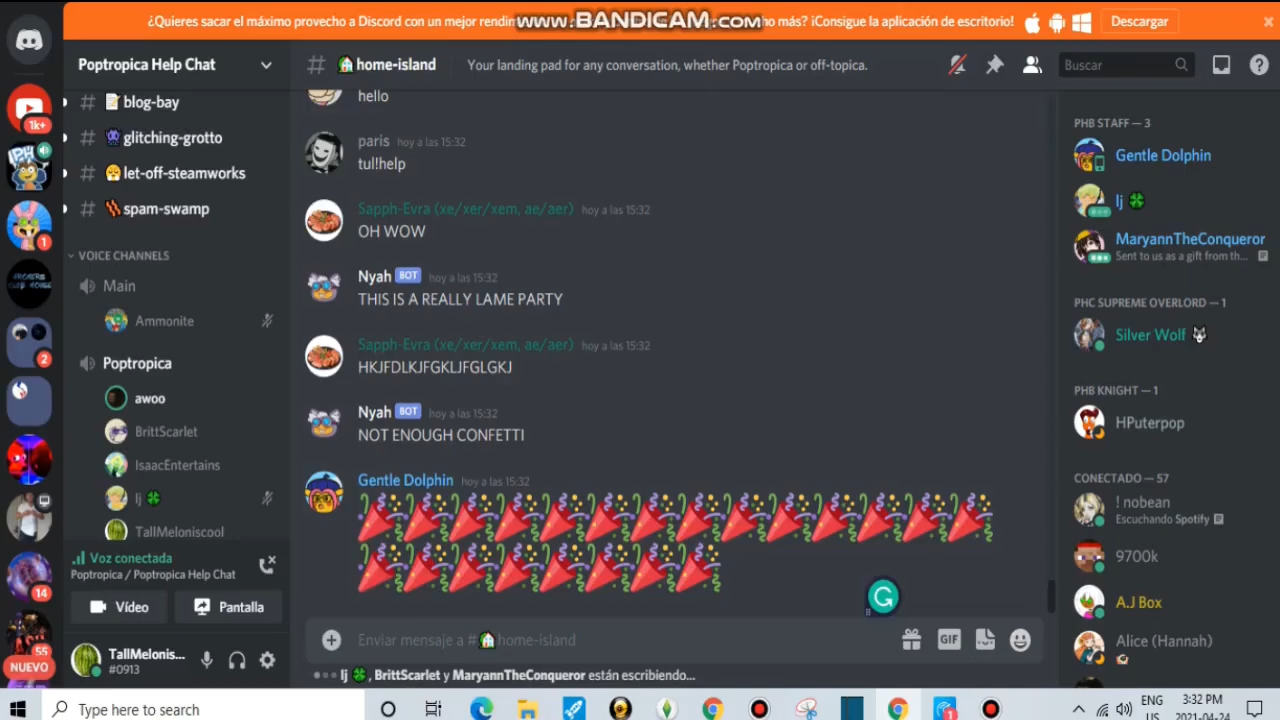 ¿Quieres sacar el máximo provecho a Discord con un mejor rendim
www.BANDICAM.com
ho más? ¡Consigue la aplicación de escritorio!
Descargar
Poptropica Help Chat
# home-island
Your landing pad for any conversation, whether Poptropica or off-topica.
Buscar
# blog-bay
# glitching-grotto
# let-off-steamworks
# spam-swamp
VOICE CHANNELS
Main
Ammonite
Poptropica
awoo
BrittScarlet
IsaacEntertains
lj
TallMeloniscool
Voz conectada
Poptropica / Poptropica Help Chat
Vídeo
Pantalla
TallMelonis...
#0913
1k+
1
2
14
55
NUEVO
hello
paris hoy a las 15:32
tul!help
Sapph-Evra (xe/xer/xem, ae/aer) hoy a las 15:32
OH WOW
Nyah BOT hoy a las 15:32
THIS IS A REALLY LAME PARTY
Sapph-Evra (xe/xer/xem, ae/aer) hoy a las 15:32
HKJFDLKJFGKLJFGLGKJ
Nyah BOT hoy a las 15:32
NOT ENOUGH CONFETTI
Gentle Dolphin hoy a las 15:32
Enviar mensaje a # home-island
GIF
lj , BrittScarlet y MaryannTheConqueror están escribiendo...
PHB STAFF — 3
Gentle Dolphin
lj
MaryannTheConqueror
Sent to us as a gift from th...
PHC SUPREME OVERLORD — 1
Silver Wolf
PHB KNIGHT — 1
HPuterpop
CONECTADO — 57
! nobean
Escuchando Spotify
9700k
A.J Box
Alice (Hannah)
Type here to search
1
ENG
US
3:32 PM
2021-04-24